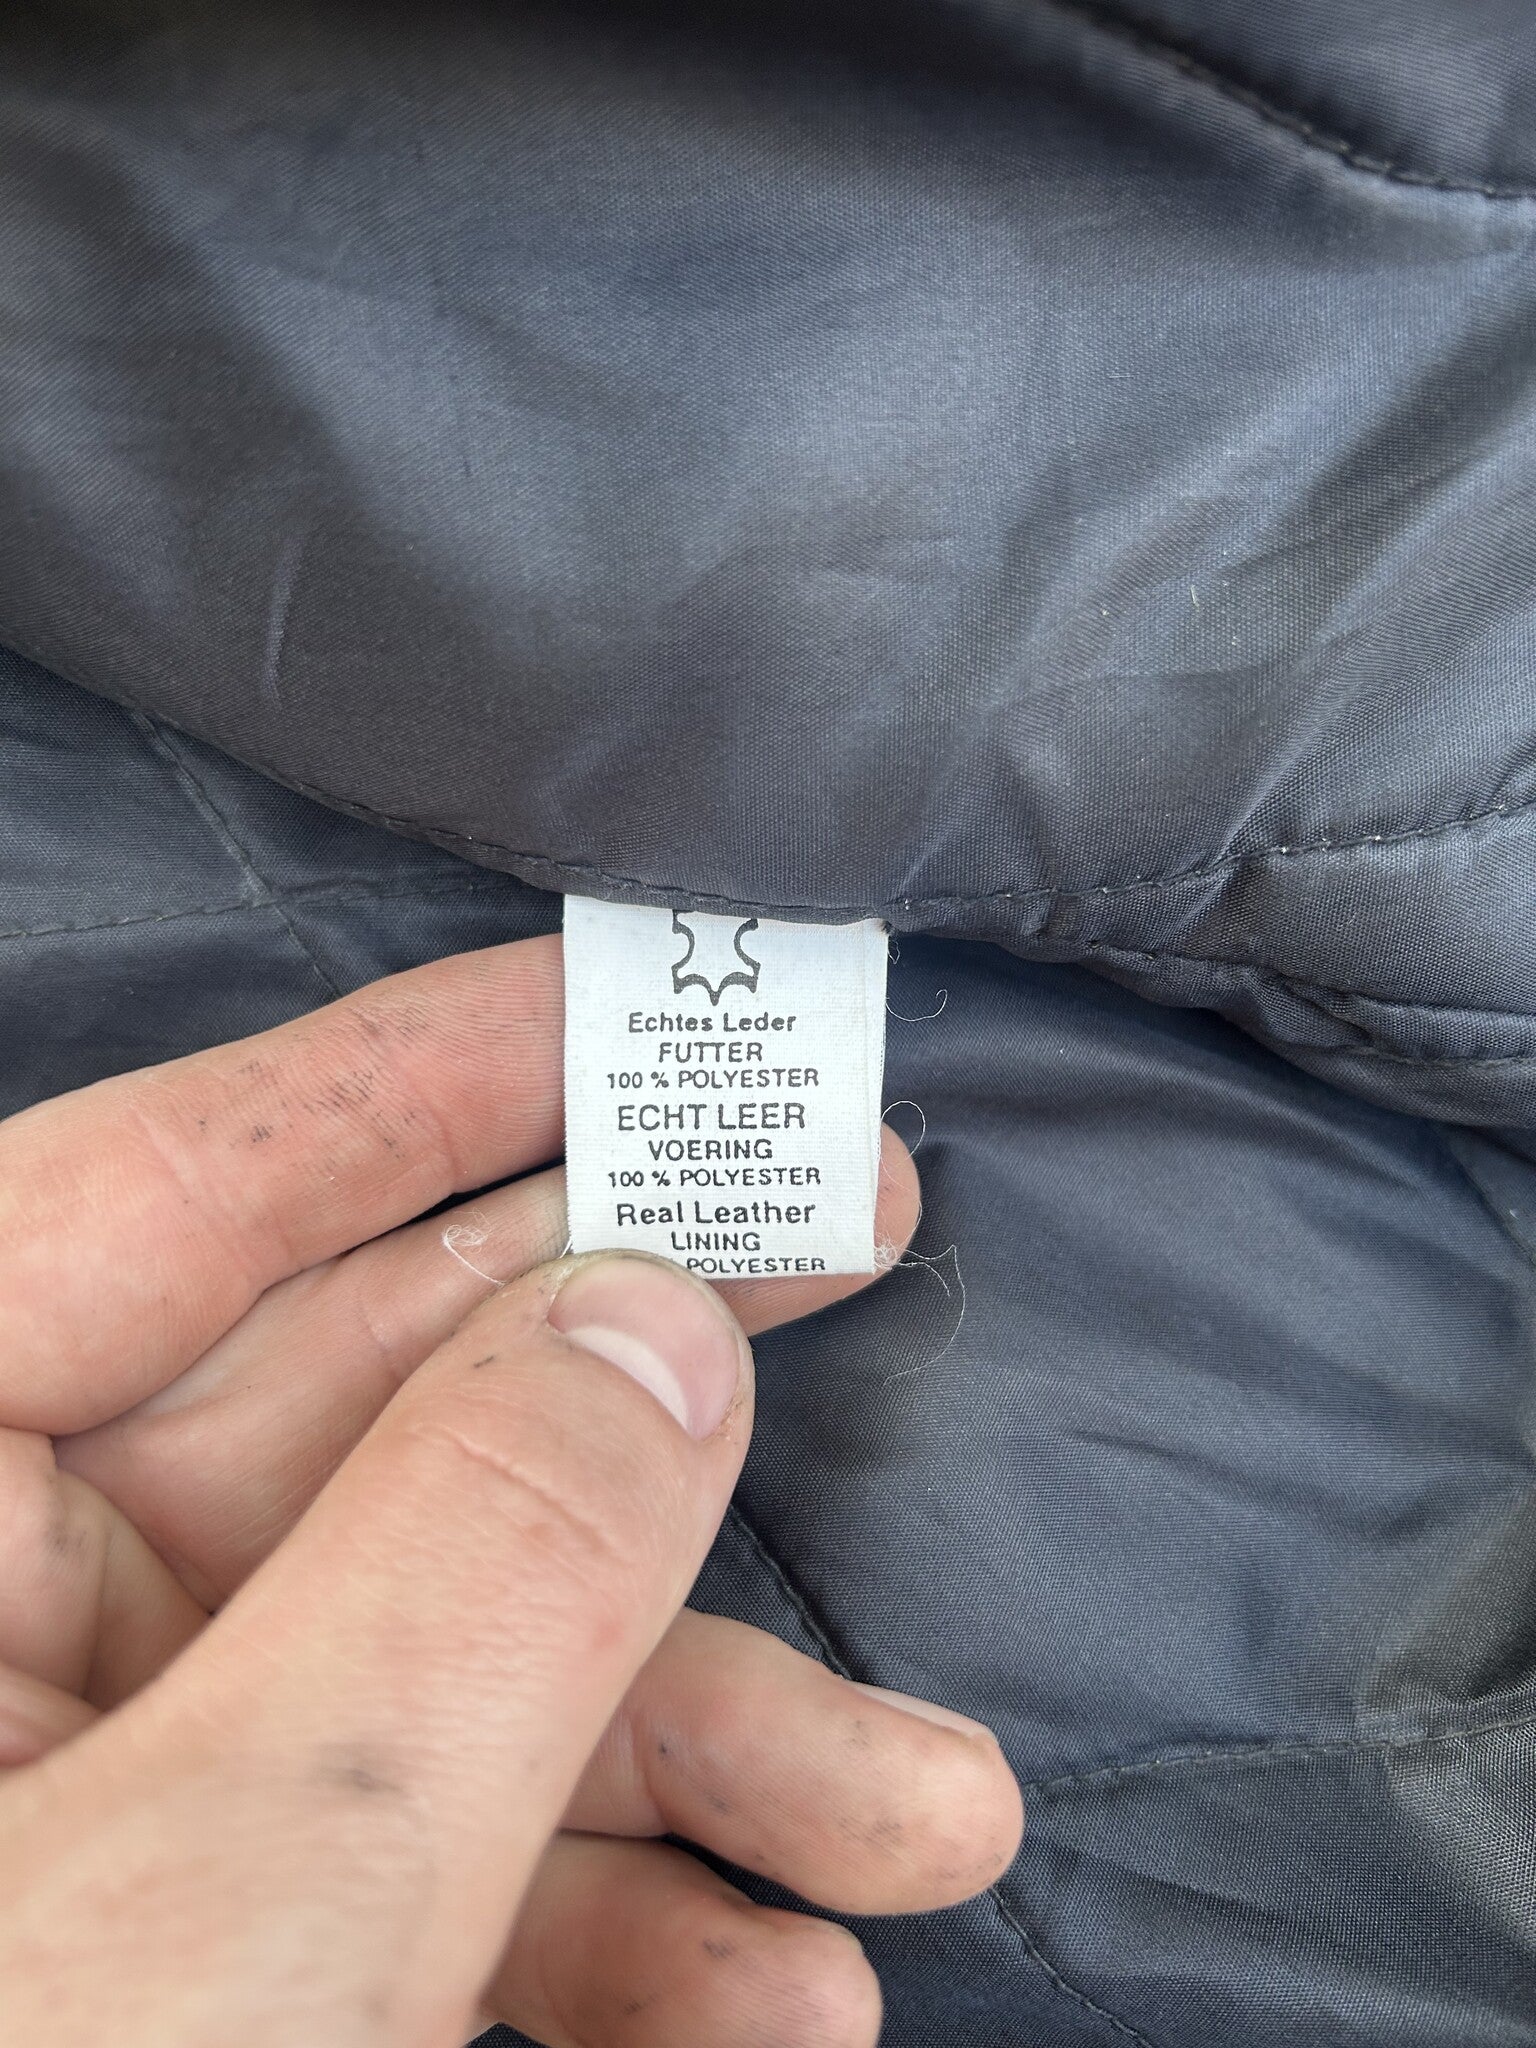 Echtes Leder
FUTTER
100 % POLYESTER
ECHT LEER
VOERING
100 % POLYESTER
Real Leather
LINING
POLYESTER